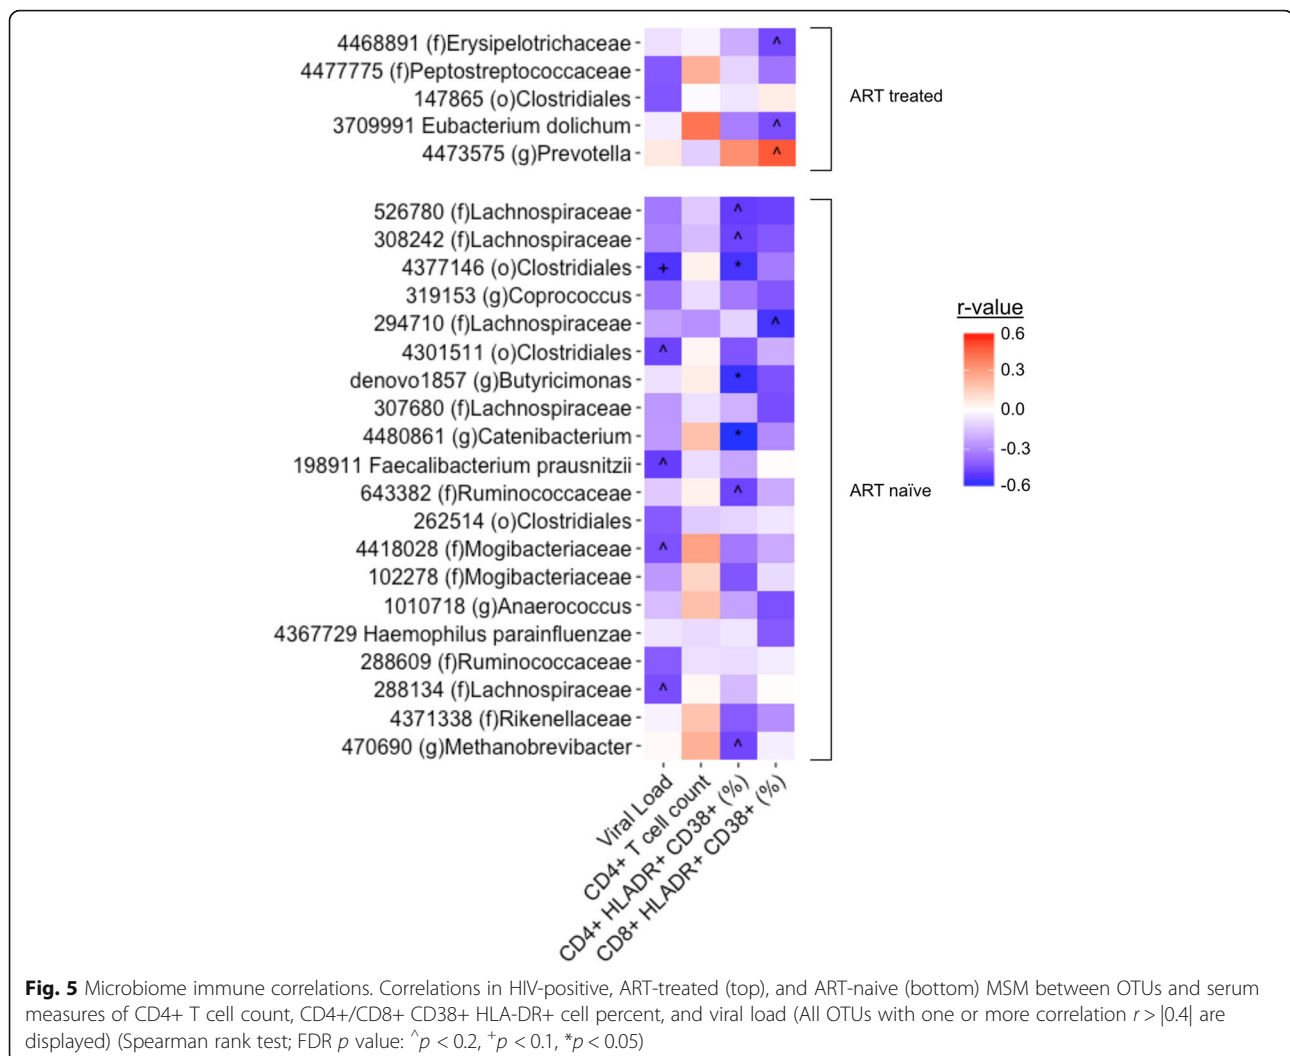 4468891 (f)Erysipelotrichaceae - ^
4477775 (f)Peptostreptococcaceae -
147865 (o)Clostridiales -
3709991 Eubacterium dolichum - ^
4473575 (g)Prevotella - ^
ART treated
526780 (f)Lachnospiraceae - ^
308242 (f)Lachnospiraceae - ^
4377146 (o)Clostridiales - + *
319153 (g)Coprococcus -
294710 (f)Lachnospiraceae - ^
4301511 (o)Clostridiales - ^
denovo1857 (g)Butyricimonas - *
307680 (f)Lachnospiraceae -
4480861 (g)Catenibacterium - *
198911 Faecalibacterium prausnitzii - ^
643382 (f)Ruminococcaceae - ^
262514 (o)Clostridiales -
4418028 (f)Mogibacteriaceae - ^
102278 (f)Mogibacteriaceae -
1010718 (g)Anaerococcus -
4367729 Haemophilus parainfluenzae -
288609 (f)Ruminococcaceae -
288134 (f)Lachnospiraceae - ^
4371338 (f)Rikenellaceae -
470690 (g)Methanobrevibacter - ^
ART naïve
r-value
0.6
0.3
0.0
-0.3
-0.6
Viral Load
CD4+ T cell count
CD4+ HLADR+ CD38+ (%)
CD8+ HLADR+ CD38+ (%)
Fig. 5 Microbiome immune correlations. Correlations in HIV-positive, ART-treated (top), and ART-naive (bottom) MSM between OTUs and serum
measures of CD4+ T cell count, CD4+/CD8+ CD38+ HLA-DR+ cell percent, and viral load (All OTUs with one or more correlation r > |0.4| are
displayed) (Spearman rank test; FDR p value: ^p < 0.2, +p < 0.1, *p < 0.05)